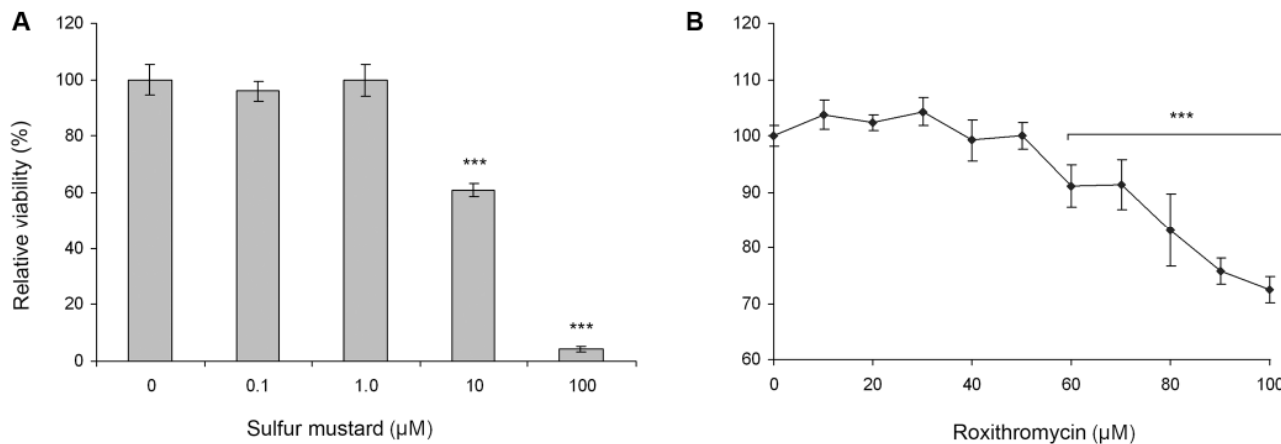 A
120
100
80
60
40
20
0
Relative viability (%)
***
***
0 0.1 1.0 10 100
Sulfur mustard (µM)
B
120
110
100
90
80
70
60
***
0 20 40 60 80 100
Roxithromycin (µM)